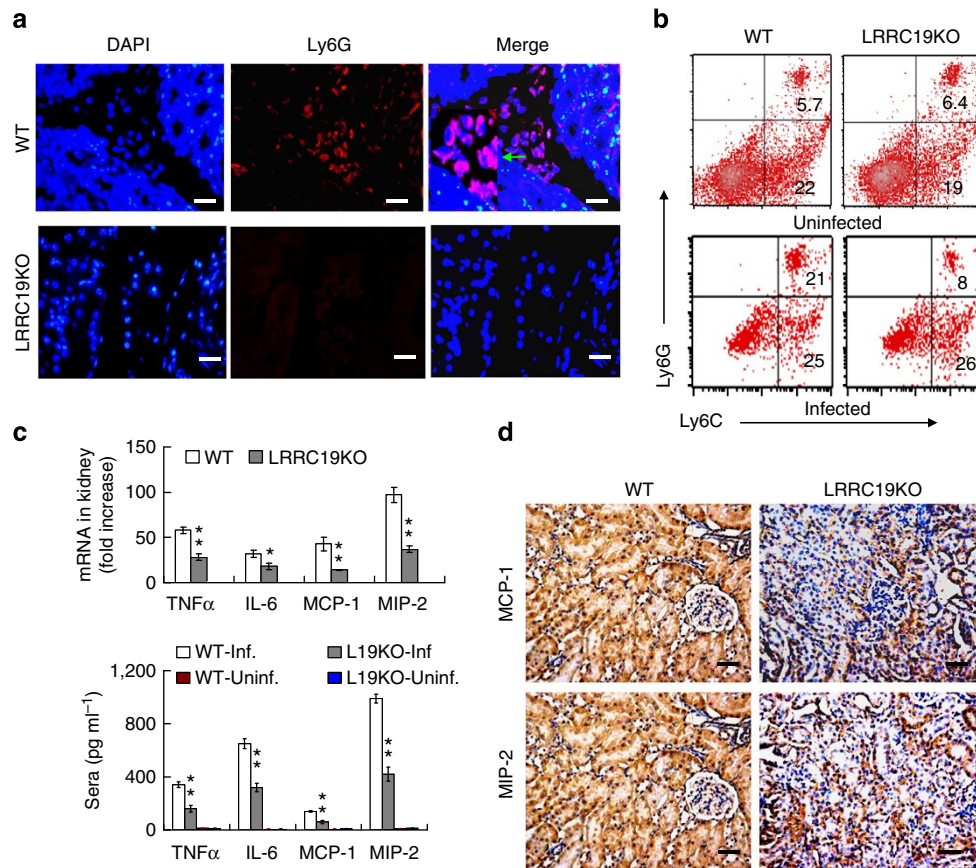 a
DAPI
Ly6G
Merge
WT
LRRC19KO
b
WT
LRRC19KO
5.7
6.4
22
19
Uninfected
21
8
25
26
Infected
Ly6G
Ly6C
c
150
100
50
0
mRNA in kidney
(fold increase)
WT
LRRC19KO
**
*
**
**
TNFα
IL-6
MCP-1
MIP-2
WT-Inf.
L19KO-Inf
WT-Uninf.
L19KO-Uninf.
1,200
800
400
0
Sera (pg ml⁻¹)
**
**
**
**
TNFα
IL-6
MCP-1
MIP-2
d
WT
LRRC19KO
MCP-1
MIP-2